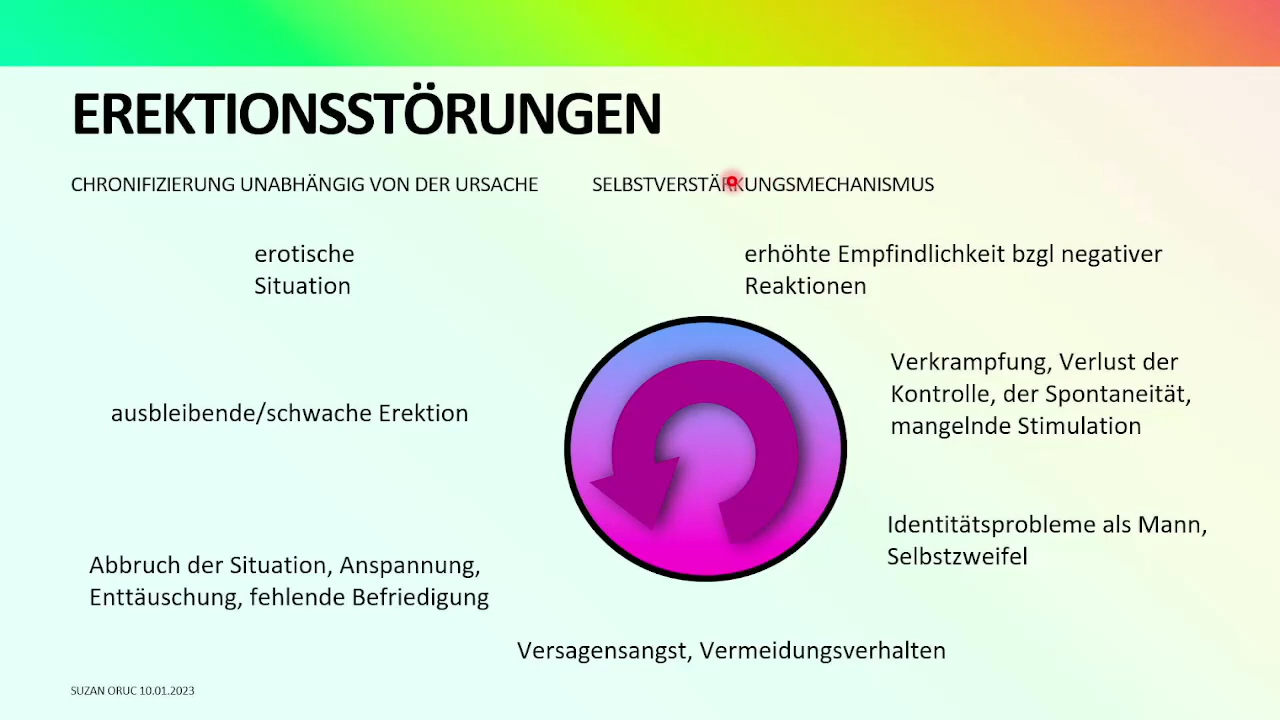 EREKTIONSSTÖRUNGEN
CHRONIFIZIERUNG UNABHÄNGIG VON DER URSACHE
SELBSTVERSTÄRKUNGSMECHANISMUS
erotische
Situation
erhöhte Empfindlichkeit bzgl negativer
Reaktionen
Verkrampfung, Verlust der
Kontrolle, der Spontaneität,
mangelnde Stimulation
ausbleibende/schwache Erektion
Identitätsprobleme als Mann,
Selbstzweifel
Abbruch der Situation, Anspannung,
Enttäuschung, fehlende Befriedigung
Versagensangst, Vermeidungsverhalten
SUZAN ORUC 10.01.2023